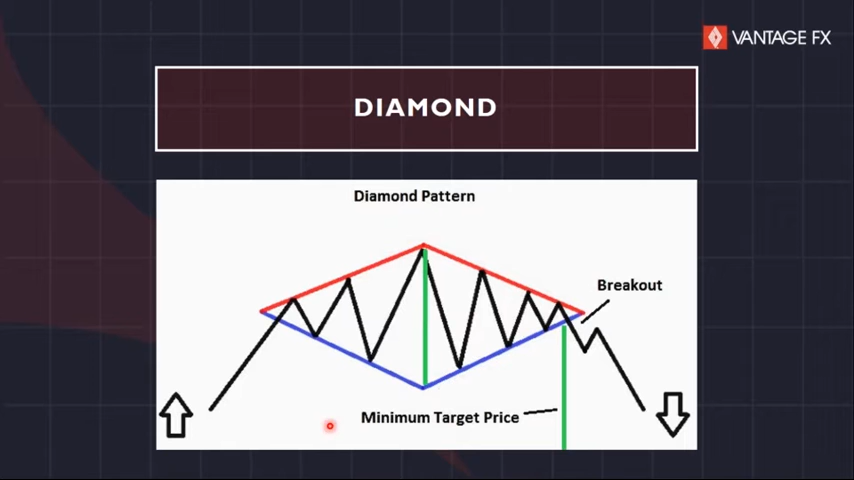 VANTAGE FX
DIAMOND
Diamond Pattern
Breakout
Minimum Target Price